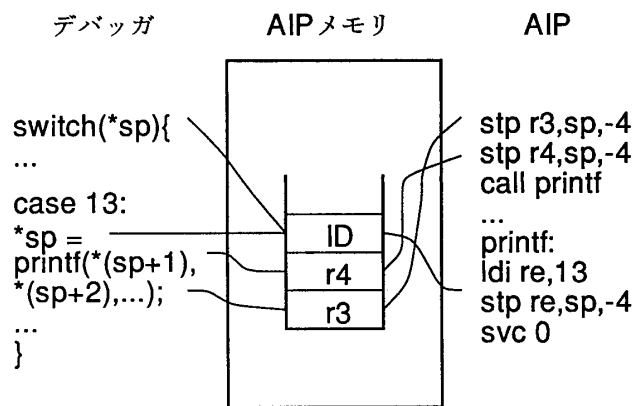 デバッガ
AIPメモリ
AIP
switch(*sp){
...
case 13:
*sp =
printf(*(sp+1),
*(sp+2),...);
...
}
ID
r4
r3
stp r3,sp,-4
stp r4,sp,-4
call printf
...
printf:
ldi re,13
stp re,sp,-4
svc 0